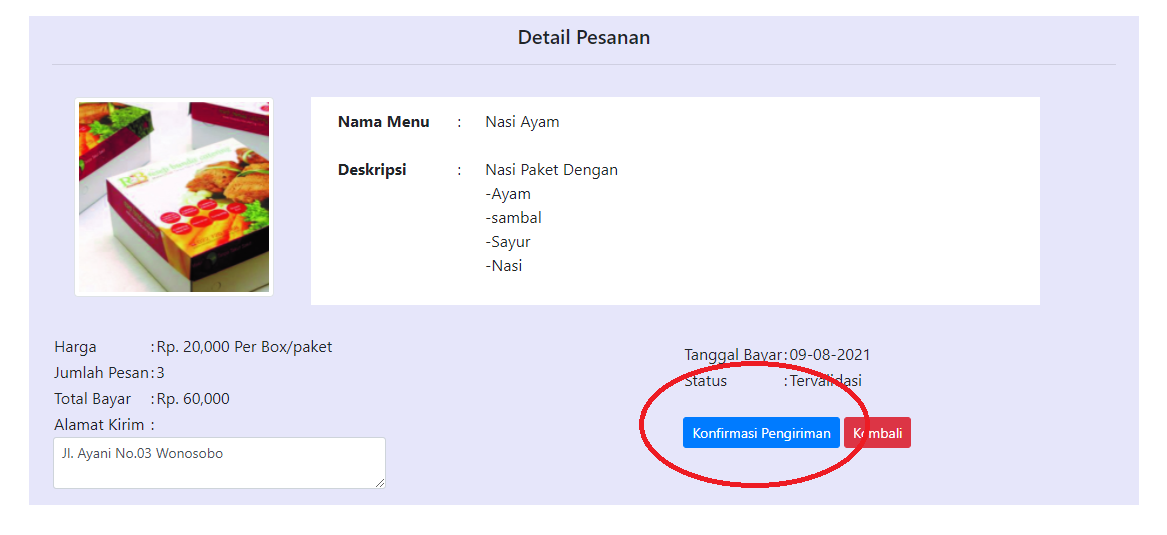 Detail Pesanan
Nama Menu : Nasi Ayam
Deskripsi : Nasi Paket Dengan
-Ayam
-sambal
-Sayur
-Nasi
Harga :Rp. 20,000 Per Box/paket
Jumlah Pesan:3
Total Bayar :Rp. 60,000
Alamat Kirim :
Jl. Ayani No.03 Wonosobo
Tanggal Bayar:09-08-2021
Status :Tervalidasi
Konfirmasi Pengiriman Kembali